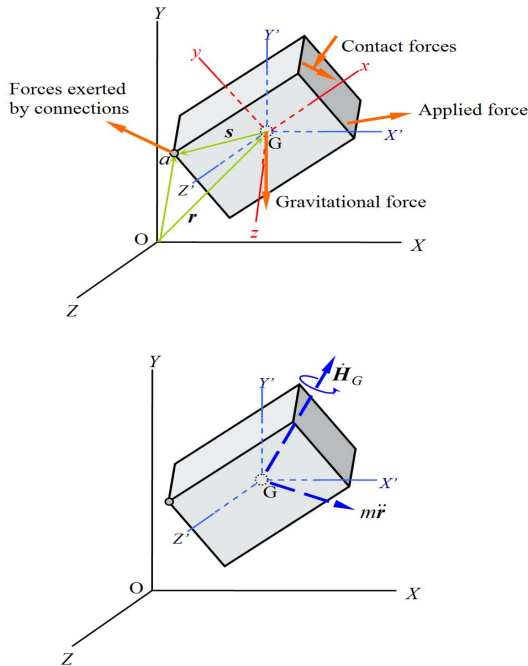 Y
Y'
y
Contact forces
x
Forces exerted
by connections
Applied force
s
G
X'
a
Z'
Gravitational force
r
z
O
X
Z
Y
Ḣ_G
Y'
G
X'
Z'
mr̈
O
X
Z